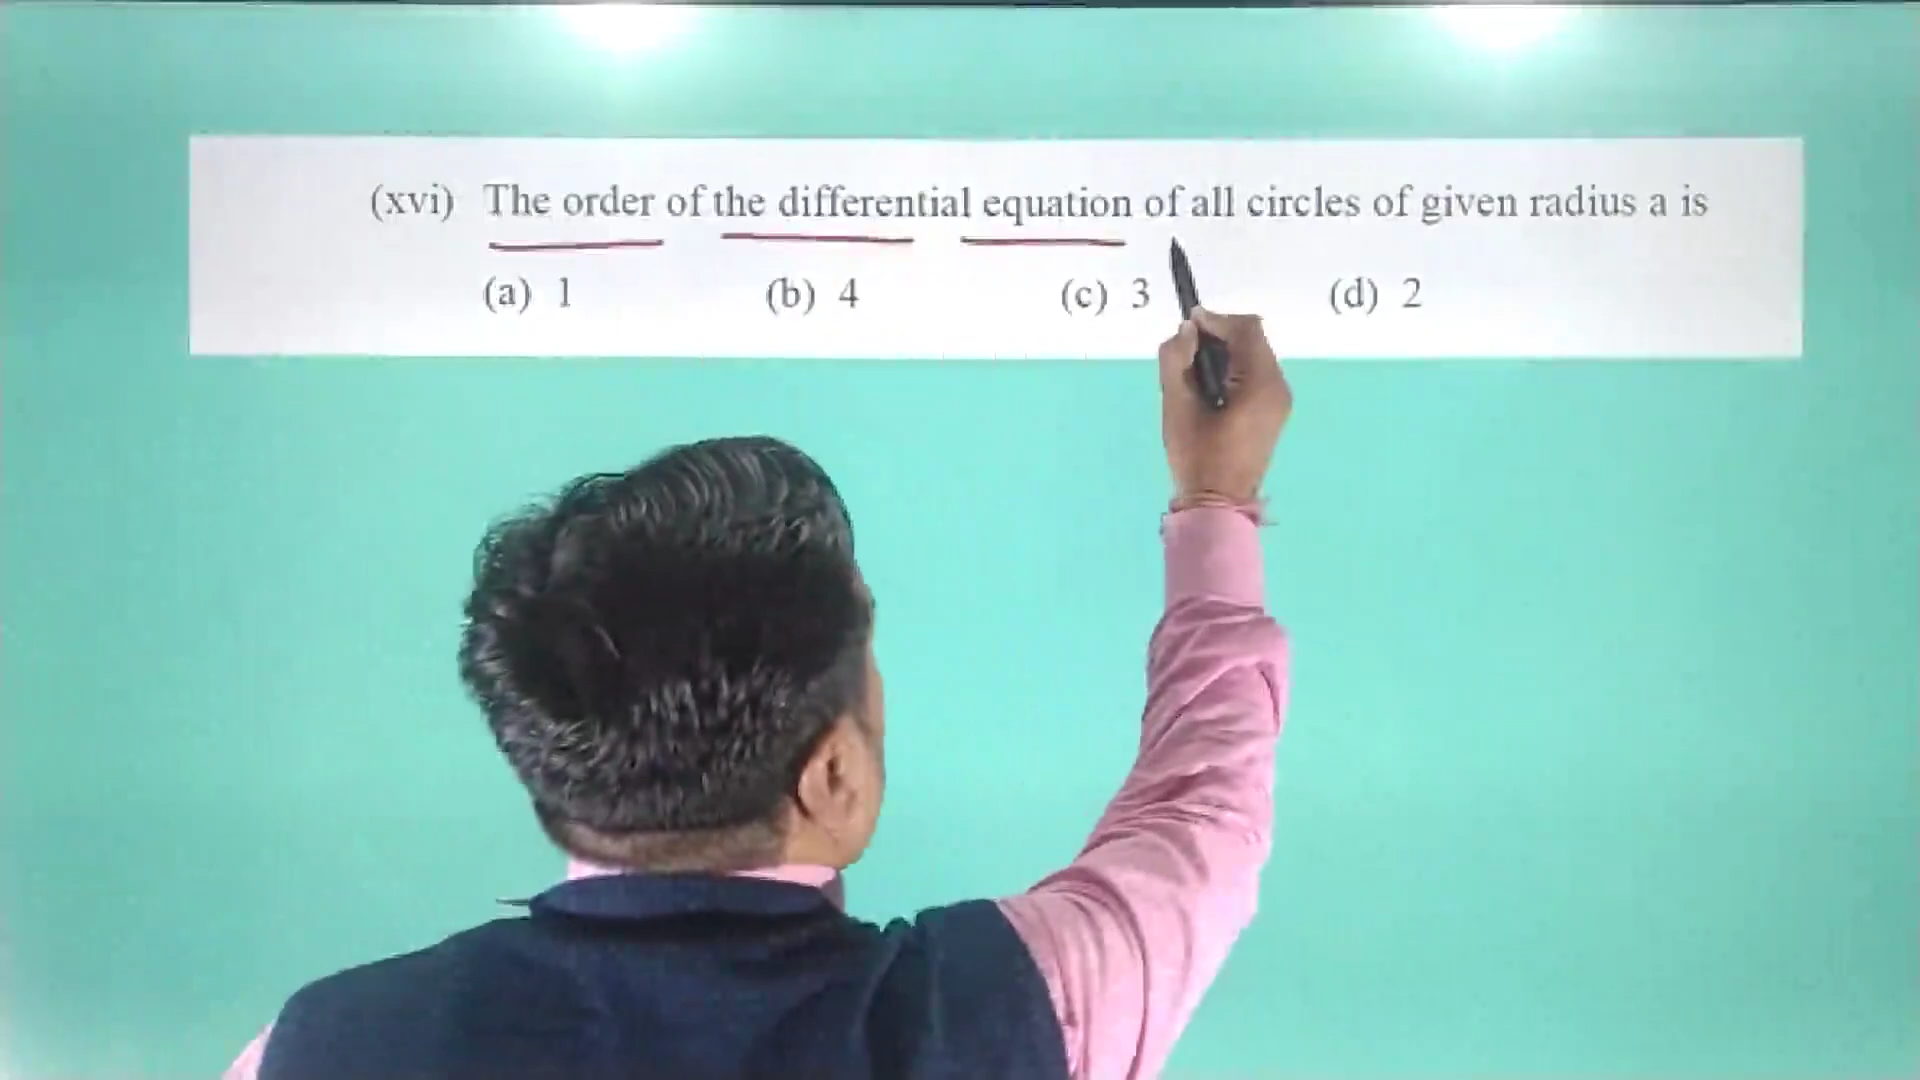 (xvi) The order of the differential equation of all circles of given radius a is
(a) 1 (b) 4 (c) 3 (d) 2